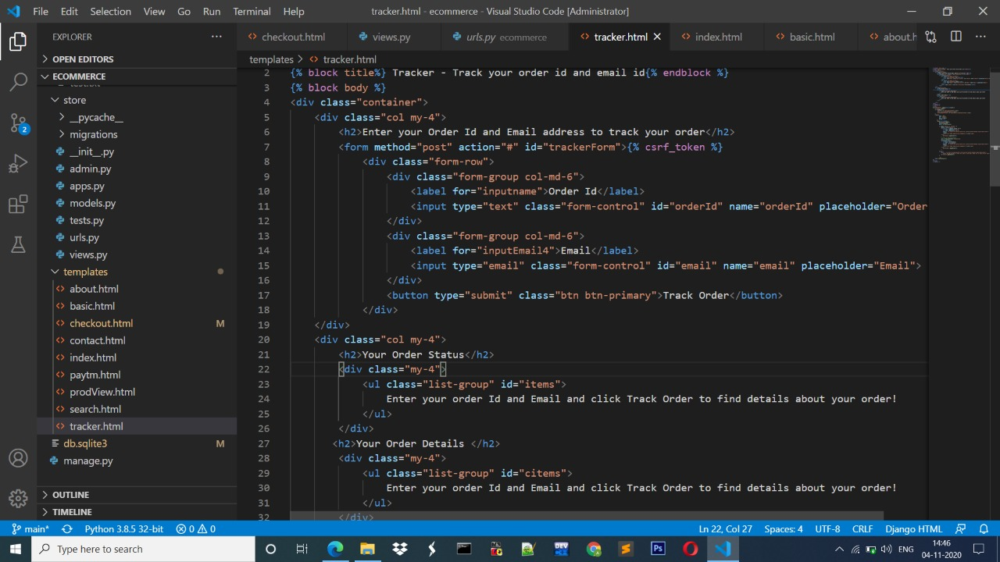 File Edit Selection View Go Run Terminal Help
tracker.html - ecommerce - Visual Studio Code [Administrator]
EXPLORER
checkout.html
views.py
urls.py ecommerce
tracker.html
index.html
basic.html
about.h
OPEN EDITORS
templates > tracker.html
ECOMMERCE
store
__pycache__
migrations
__init__.py
admin.py
apps.py
models.py
tests.py
urls.py
views.py
templates
about.html
basic.html
checkout.html M
contact.html
index.html
paytm.html
prodView.html
search.html
tracker.html
db.sqlite3 M
manage.py
OUTLINE
TIMELINE
2
2 {% block title%} Tracker - Track your order id and email id{% endblock %}
3 {% block body %}
4 <div class="container">
5 <div class="col my-4">
6 <h2>Enter Your Order Id and Email address to track your order</h2>
7 <form method="post" action="#" id="trackerForm">{% csrf_token %}
8 <div class="form-row">
9 <div class="form-group col-md-6">
10 <label for="inputname">Order Id</label>
11 <input type="text" class="form-control" id="orderId" name="orderId" placeholder="Order
12 </div>
13 <div class="form-group col-md-6">
14 <label for="inputEmail4">Email</label>
15 <input type="email" class="form-control" id="email" name="email" placeholder="Email">
16 </div>
17 <button type="submit" class="btn btn-primary">Track Order</button>
18 </div>
19 </div>
20 <div class="col my-4">
21 <h2>Your Order Status</h2>
22 <div class="my-4">
23 <ul class="list-group" id="items">
24 Enter your order Id and Email and click Track Order to find details about your order!
25 </ul>
26 </div>
27 <h2>Your Order Details </h2>
28 <div class="my-4">
29 <ul class="list-group" id="citems">
30 Enter your order Id and Email and click Track Order to find details about your order!
31 </ul>
32 </div>
main* Python 3.8.5 32-bit 0 0
Ln 22, Col 27 Spaces: 4 UTF-8 CRLF Django HTML
Type here to search
ENG
14:46
04-11-2020